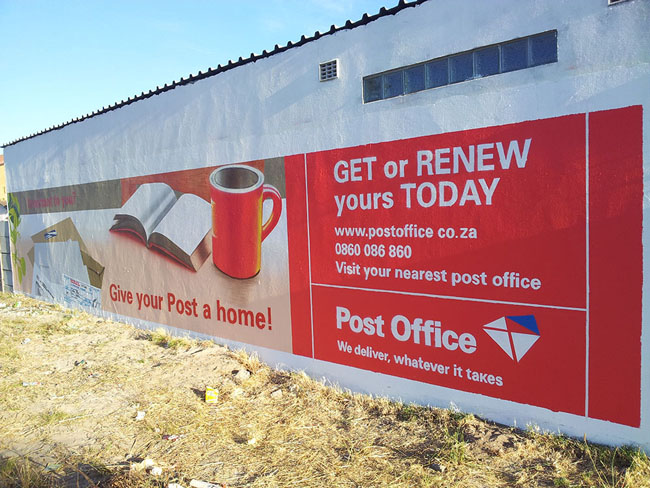 Give your Post a home!
GET or RENEW
yours TODAY
www.postoffice.co.za
0860 086 860
Visit your nearest post office
Post Office
We deliver, whatever it takes